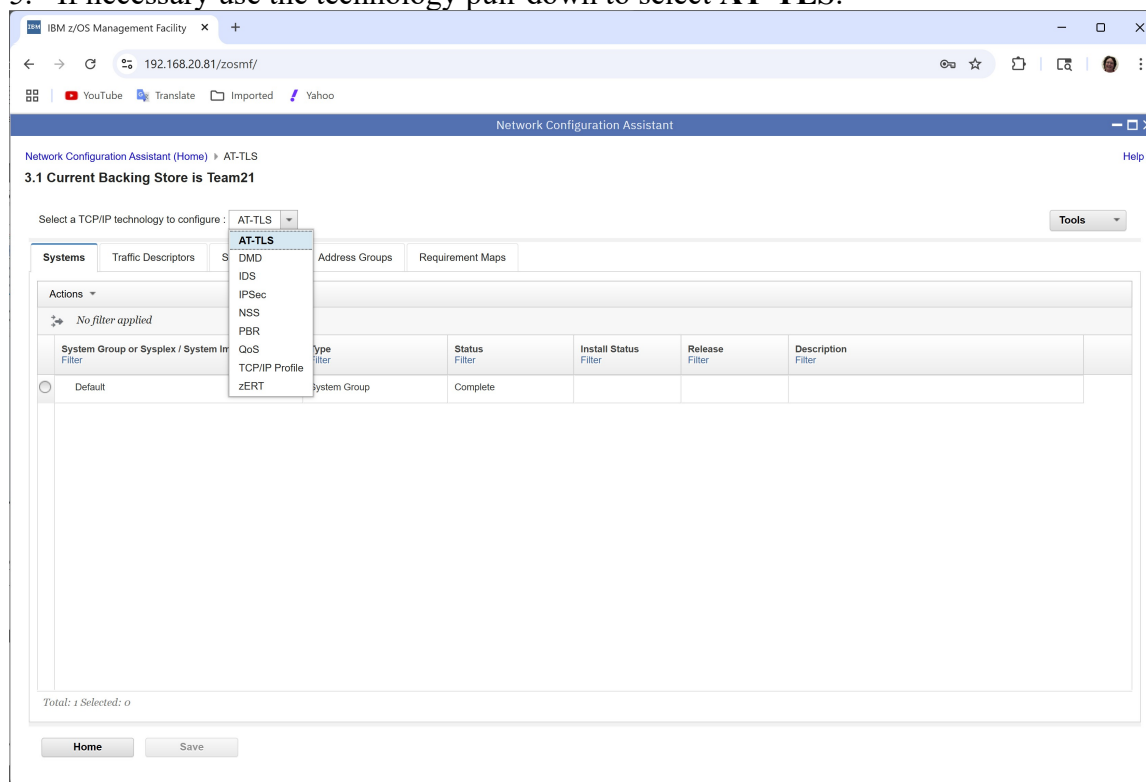 5. If necessary use the technology pull-down to select AT-TLS.
IBM IBM z/OS Management Facility × +
192.168.20.81/zosmf/
YouTube Translate Imported Yahoo
Network Configuration Assistant
Network Configuration Assistant (Home) AT-TLS Help
3.1 Current Backing Store is Team21
Select a TCP/IP technology to configure : AT-TLS Tools
AT-TLS
DMD
IDS
IPSec
NSS
PBR
QoS
TCP/IP Profile
zERT
Systems Traffic Descriptors S Address Groups Requirement Maps
Actions
No filter applied
System Group or Sysplex / System Im Type Status Install Status Release Description
Filter Filter Filter Filter Filter Filter
Default System Group Complete
Total: 1 Selected: 0
Home Save